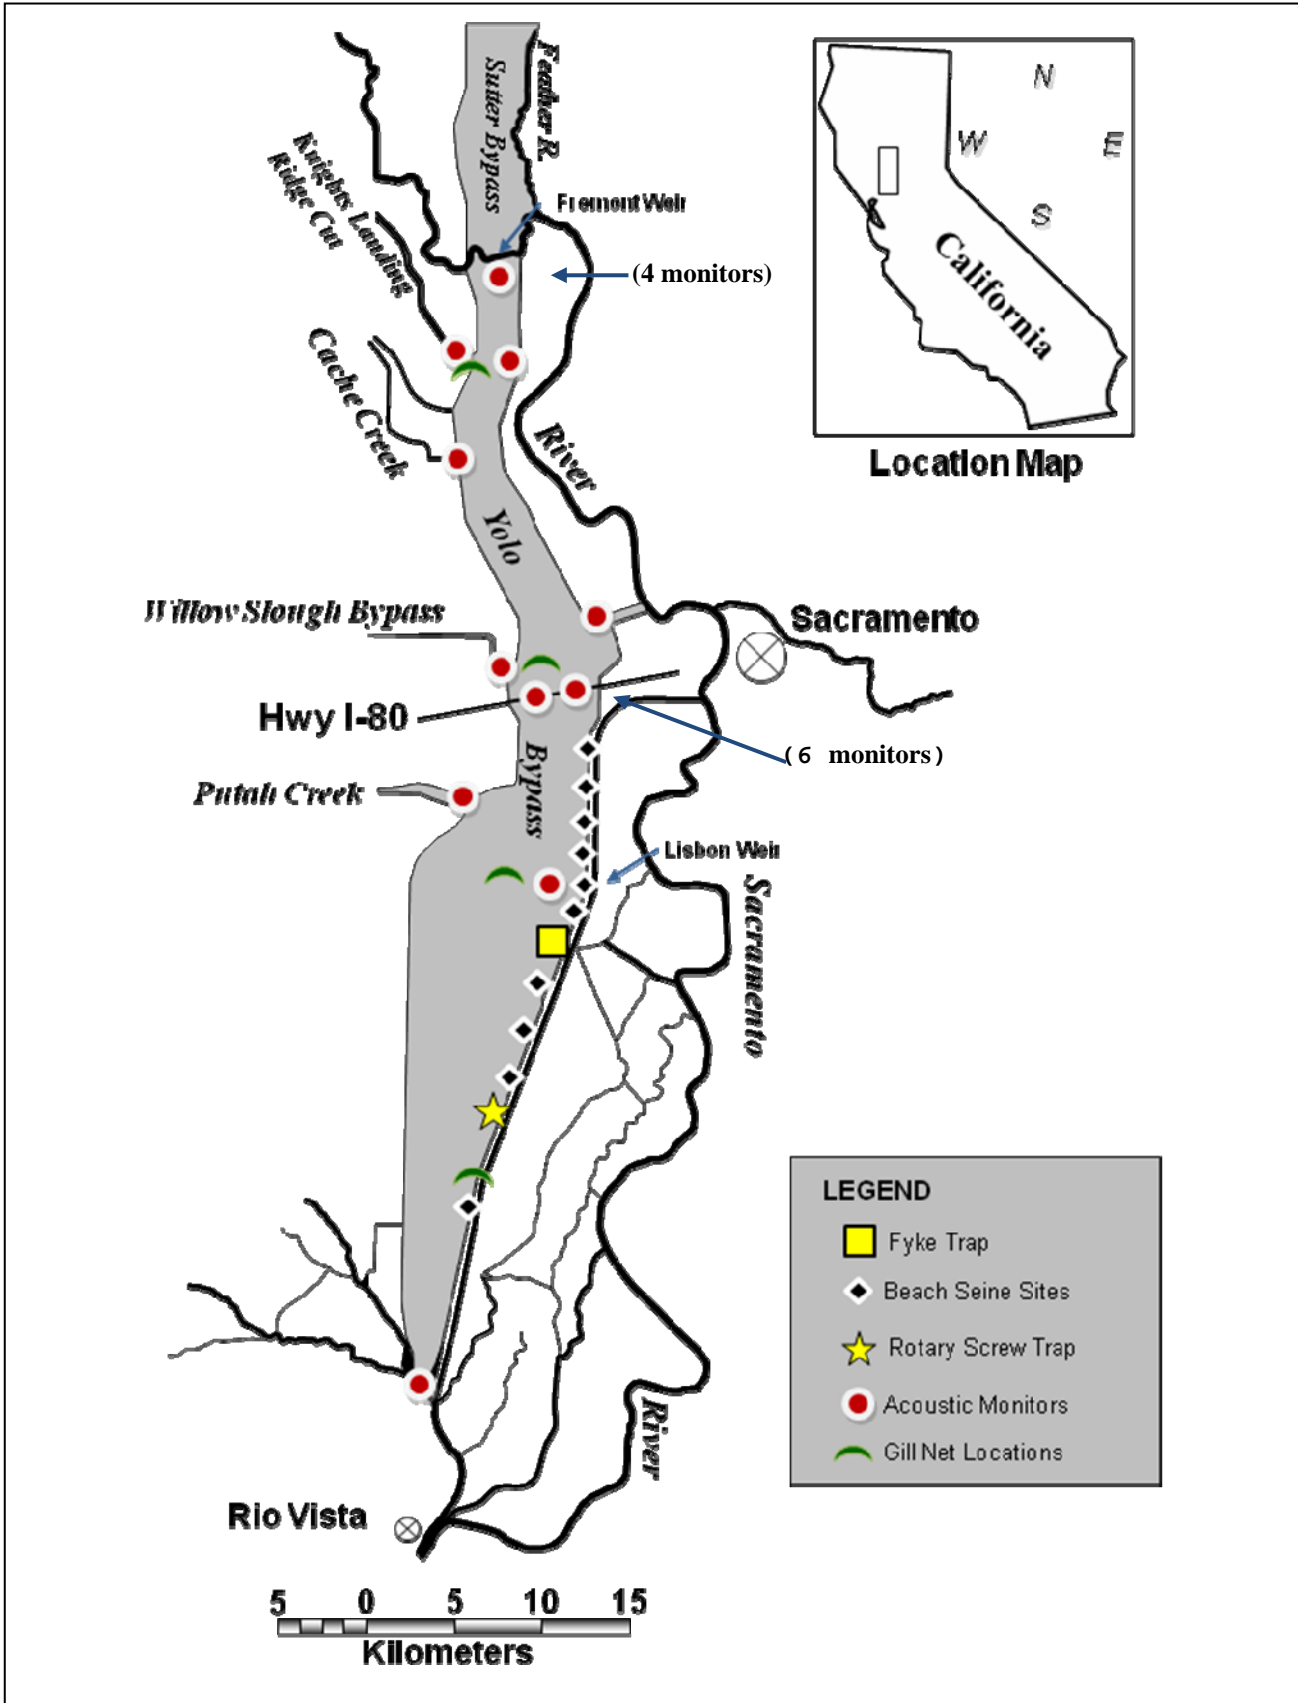 Feather R.
Sutter Bypass
Knights Landing
Ridge Cut
Fremont Weir
(4 monitors)
Cache Creek
River
Yolo
N
W
E
S
California
Location Map
Willow Slough Bypass
Sacramento
Hwy I-80
(6 monitors)
Bypass
Putah Creek
Lisbon Weir
Sacramento
River
LEGEND
Fyke Trap
Beach Seine Sites
Rotary Screw Trap
Acoustic Monitors
Gill Net Locations
Rio Vista
5 0 5 10 15
Kilometers